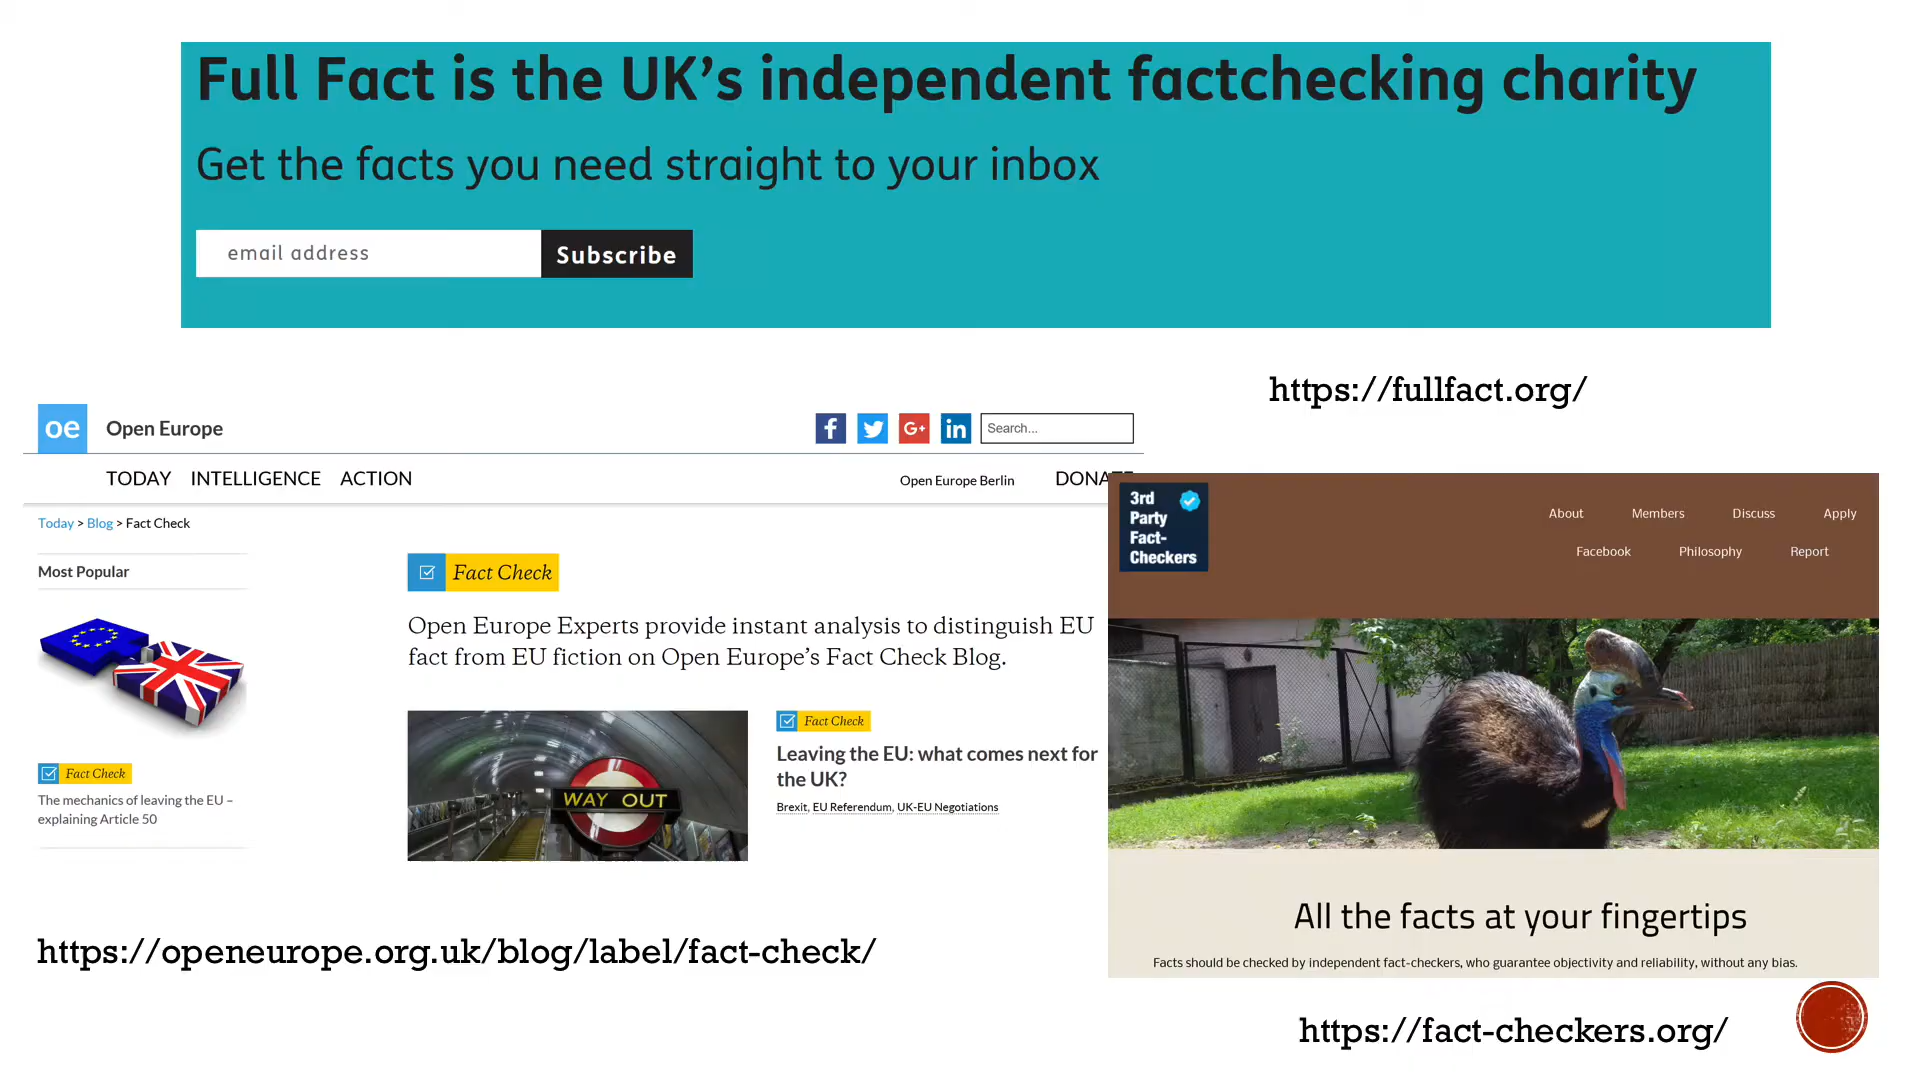 Full Fact is the UK’s independent factchecking charity
Get the facts you need straight to your inbox
email address
Subscribe
https://fullfact.org/
oe
Open Europe
f
G+
in
Search...
TODAY INTELLIGENCE ACTION
Open Europe Berlin
Today > Blog > Fact Check
Most Popular
Fact Check
The mechanics of leaving the EU –
explaining Article 50
Fact Check
Open Europe Experts provide instant analysis to distinguish EU
fact from EU fiction on Open Europe’s Fact Check Blog.
WAY OUT
Fact Check
Leaving the EU: what comes next for
the UK?
Brexit, EU Referendum, UK-EU Negotiations
https://openeurope.org.uk/blog/label/fact-check/
3rd
Party
Fact-
Checkers
About Members Discuss Apply
Facebook Philosophy Report
All the facts at your fingertips
Facts should be checked by independent fact-checkers, who guarantee objectivity and reliability, without any bias.
https://fact-checkers.org/